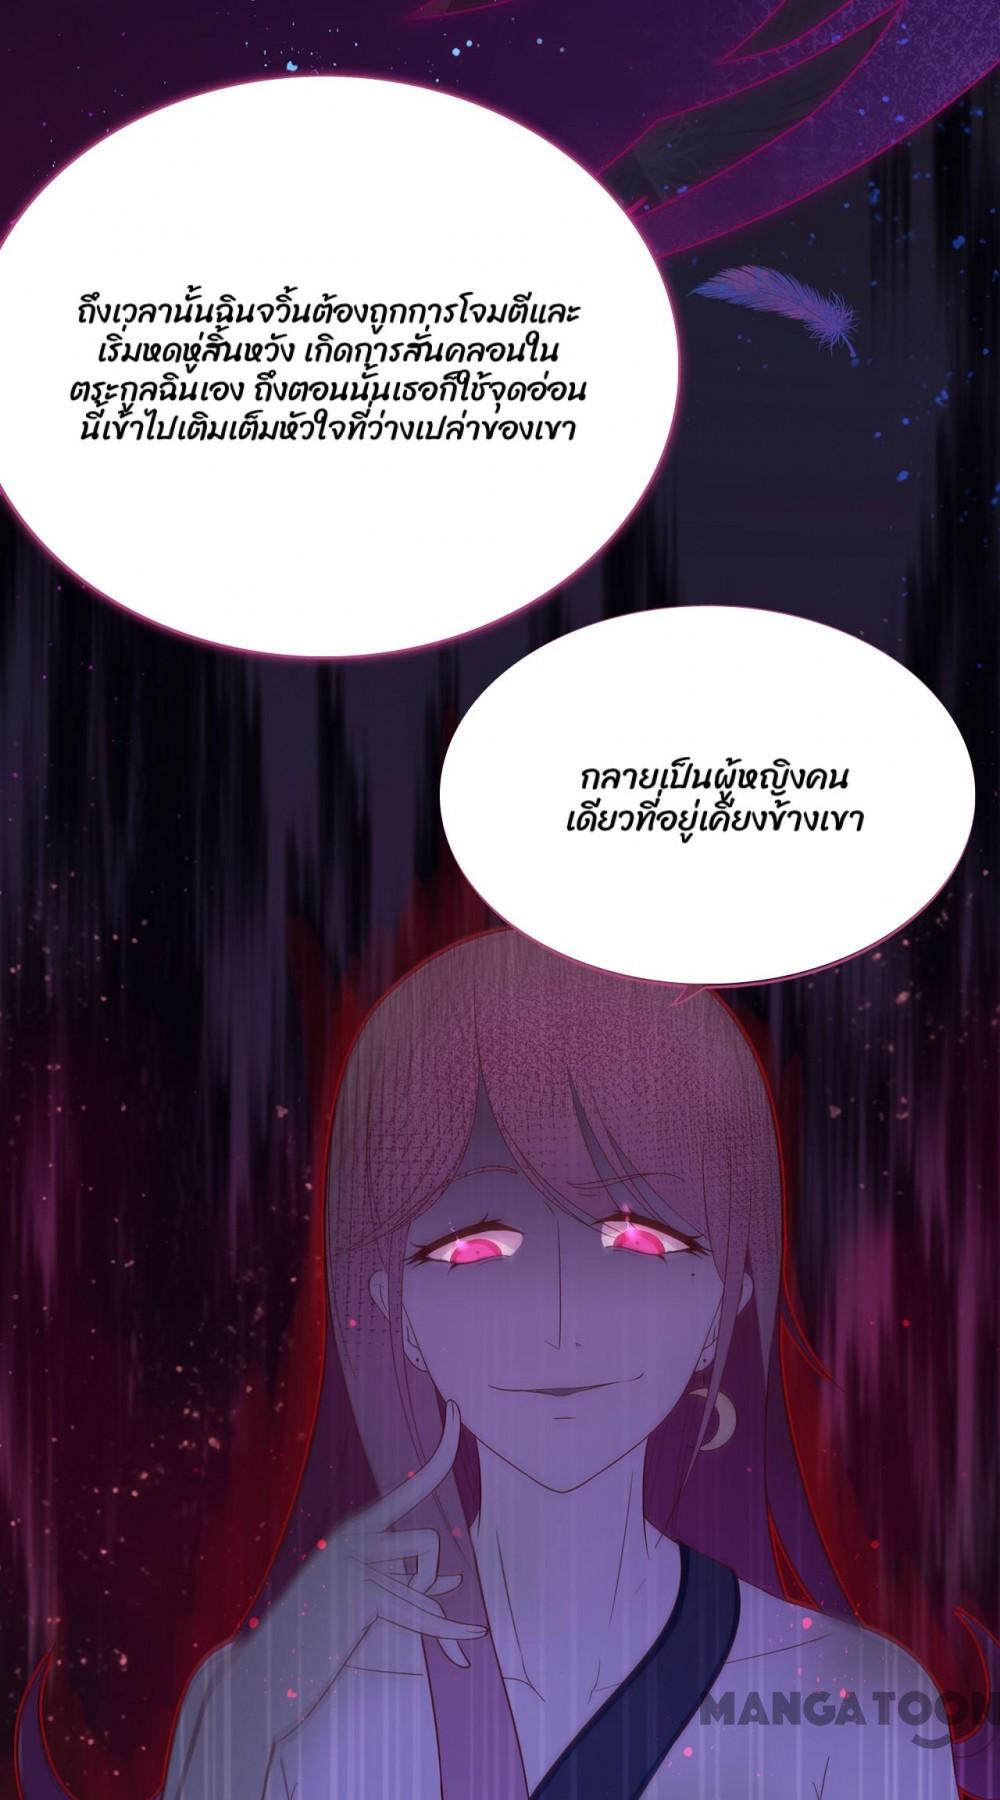 ถึงเวลานั้นฉินจวิ้นต้องถูกการโจมตีและ
เริ่มหดหู่สิ้นหวัง เกิดการสั่นคลอนใน
ตระกูลฉินเอง ถึงตอนนั้นเธอก็ใช้จุดอ่อน
นี้เข้าไปเติมเต็มหัวใจที่ว่างเปล่าของเขา
กลายเป็นผู้หญิงคน
เดียวที่อยู่เคียงข้างเขา
MANGATOON